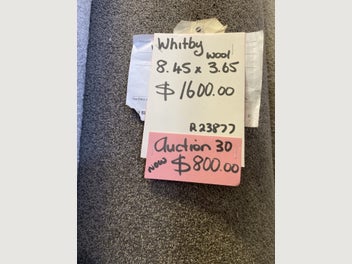 Whitby
wool
8.45 x 3.65
$1600.00
R23877
Auction 30
now $800.00